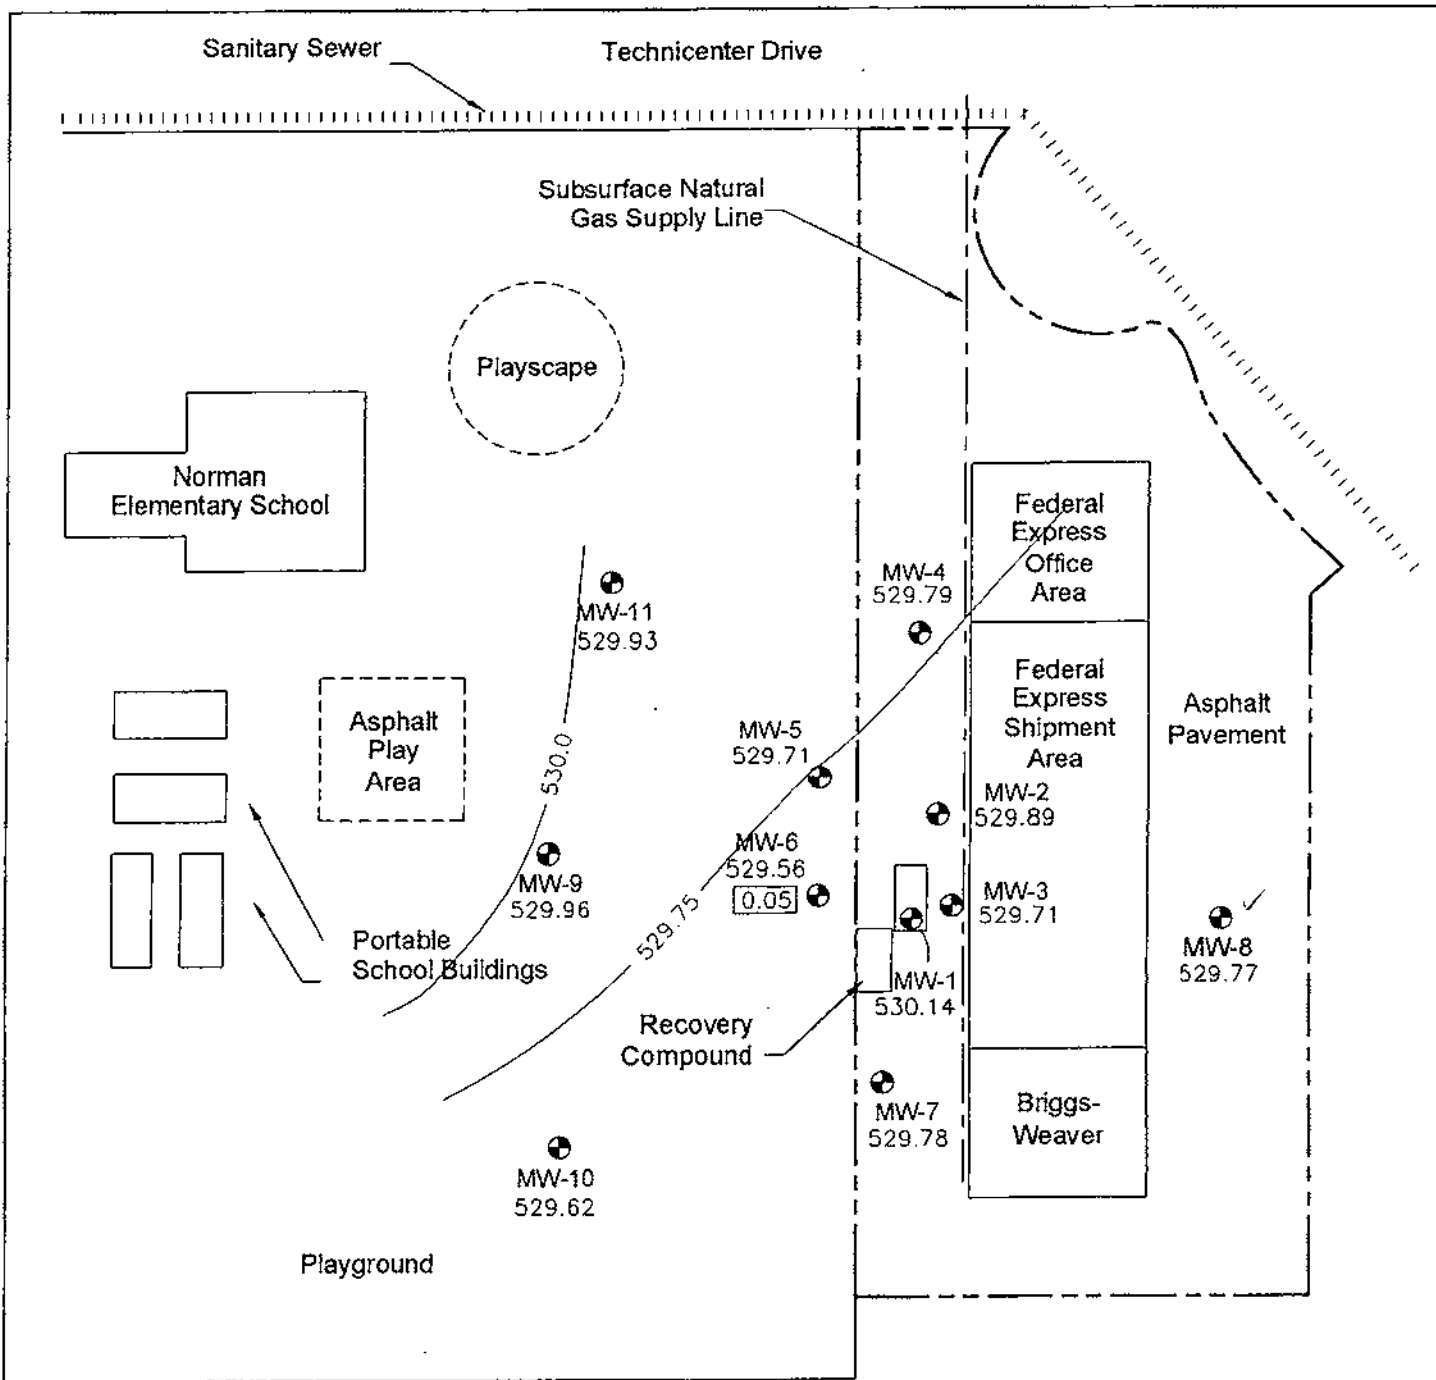 Sanitary Sewer
Technicenter Drive
Subsurface Natural
Gas Supply Line
Playscape
Norman
Elementary School
Federal
Express
Office
Area
MW-4
529.79
MW-11
529.93
Federal
Express
Shipment
Area
Asphalt
Pavement
Asphalt
Play
Area
530.0
MW-5
529.71
MW-2
529.89
MW-6
529.56
0.05
MW-9
529.96
529.75
MW-3
529.71
MW-8
529.77
Portable
School Buildings
MW-1
530.14
Recovery
Compound
MW-7
529.78
Briggs-
Weaver
MW-10
529.62
Playground